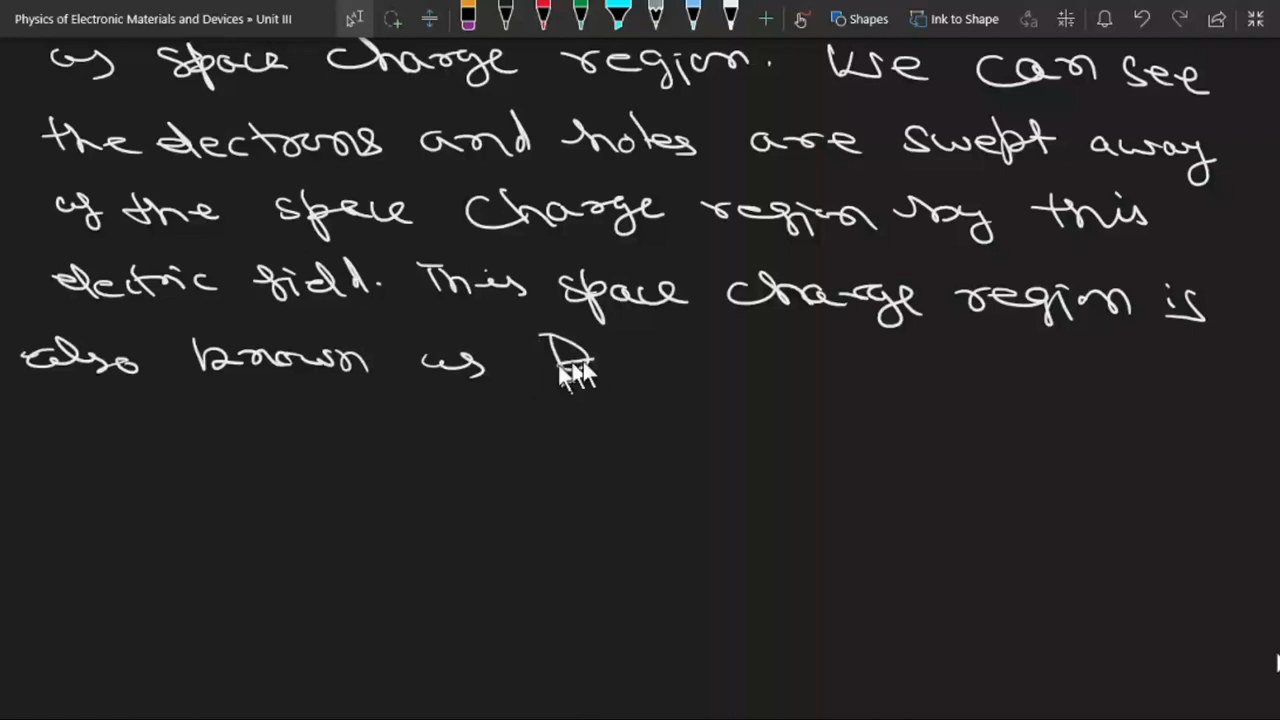 Physics of Electronic Materials and Devices » Unit III
Shapes
Ink to Shape
as space charge region. We can see
the electrons and holes are swept away
of the space charge region by this
electric field. This space charge region is
also known as D